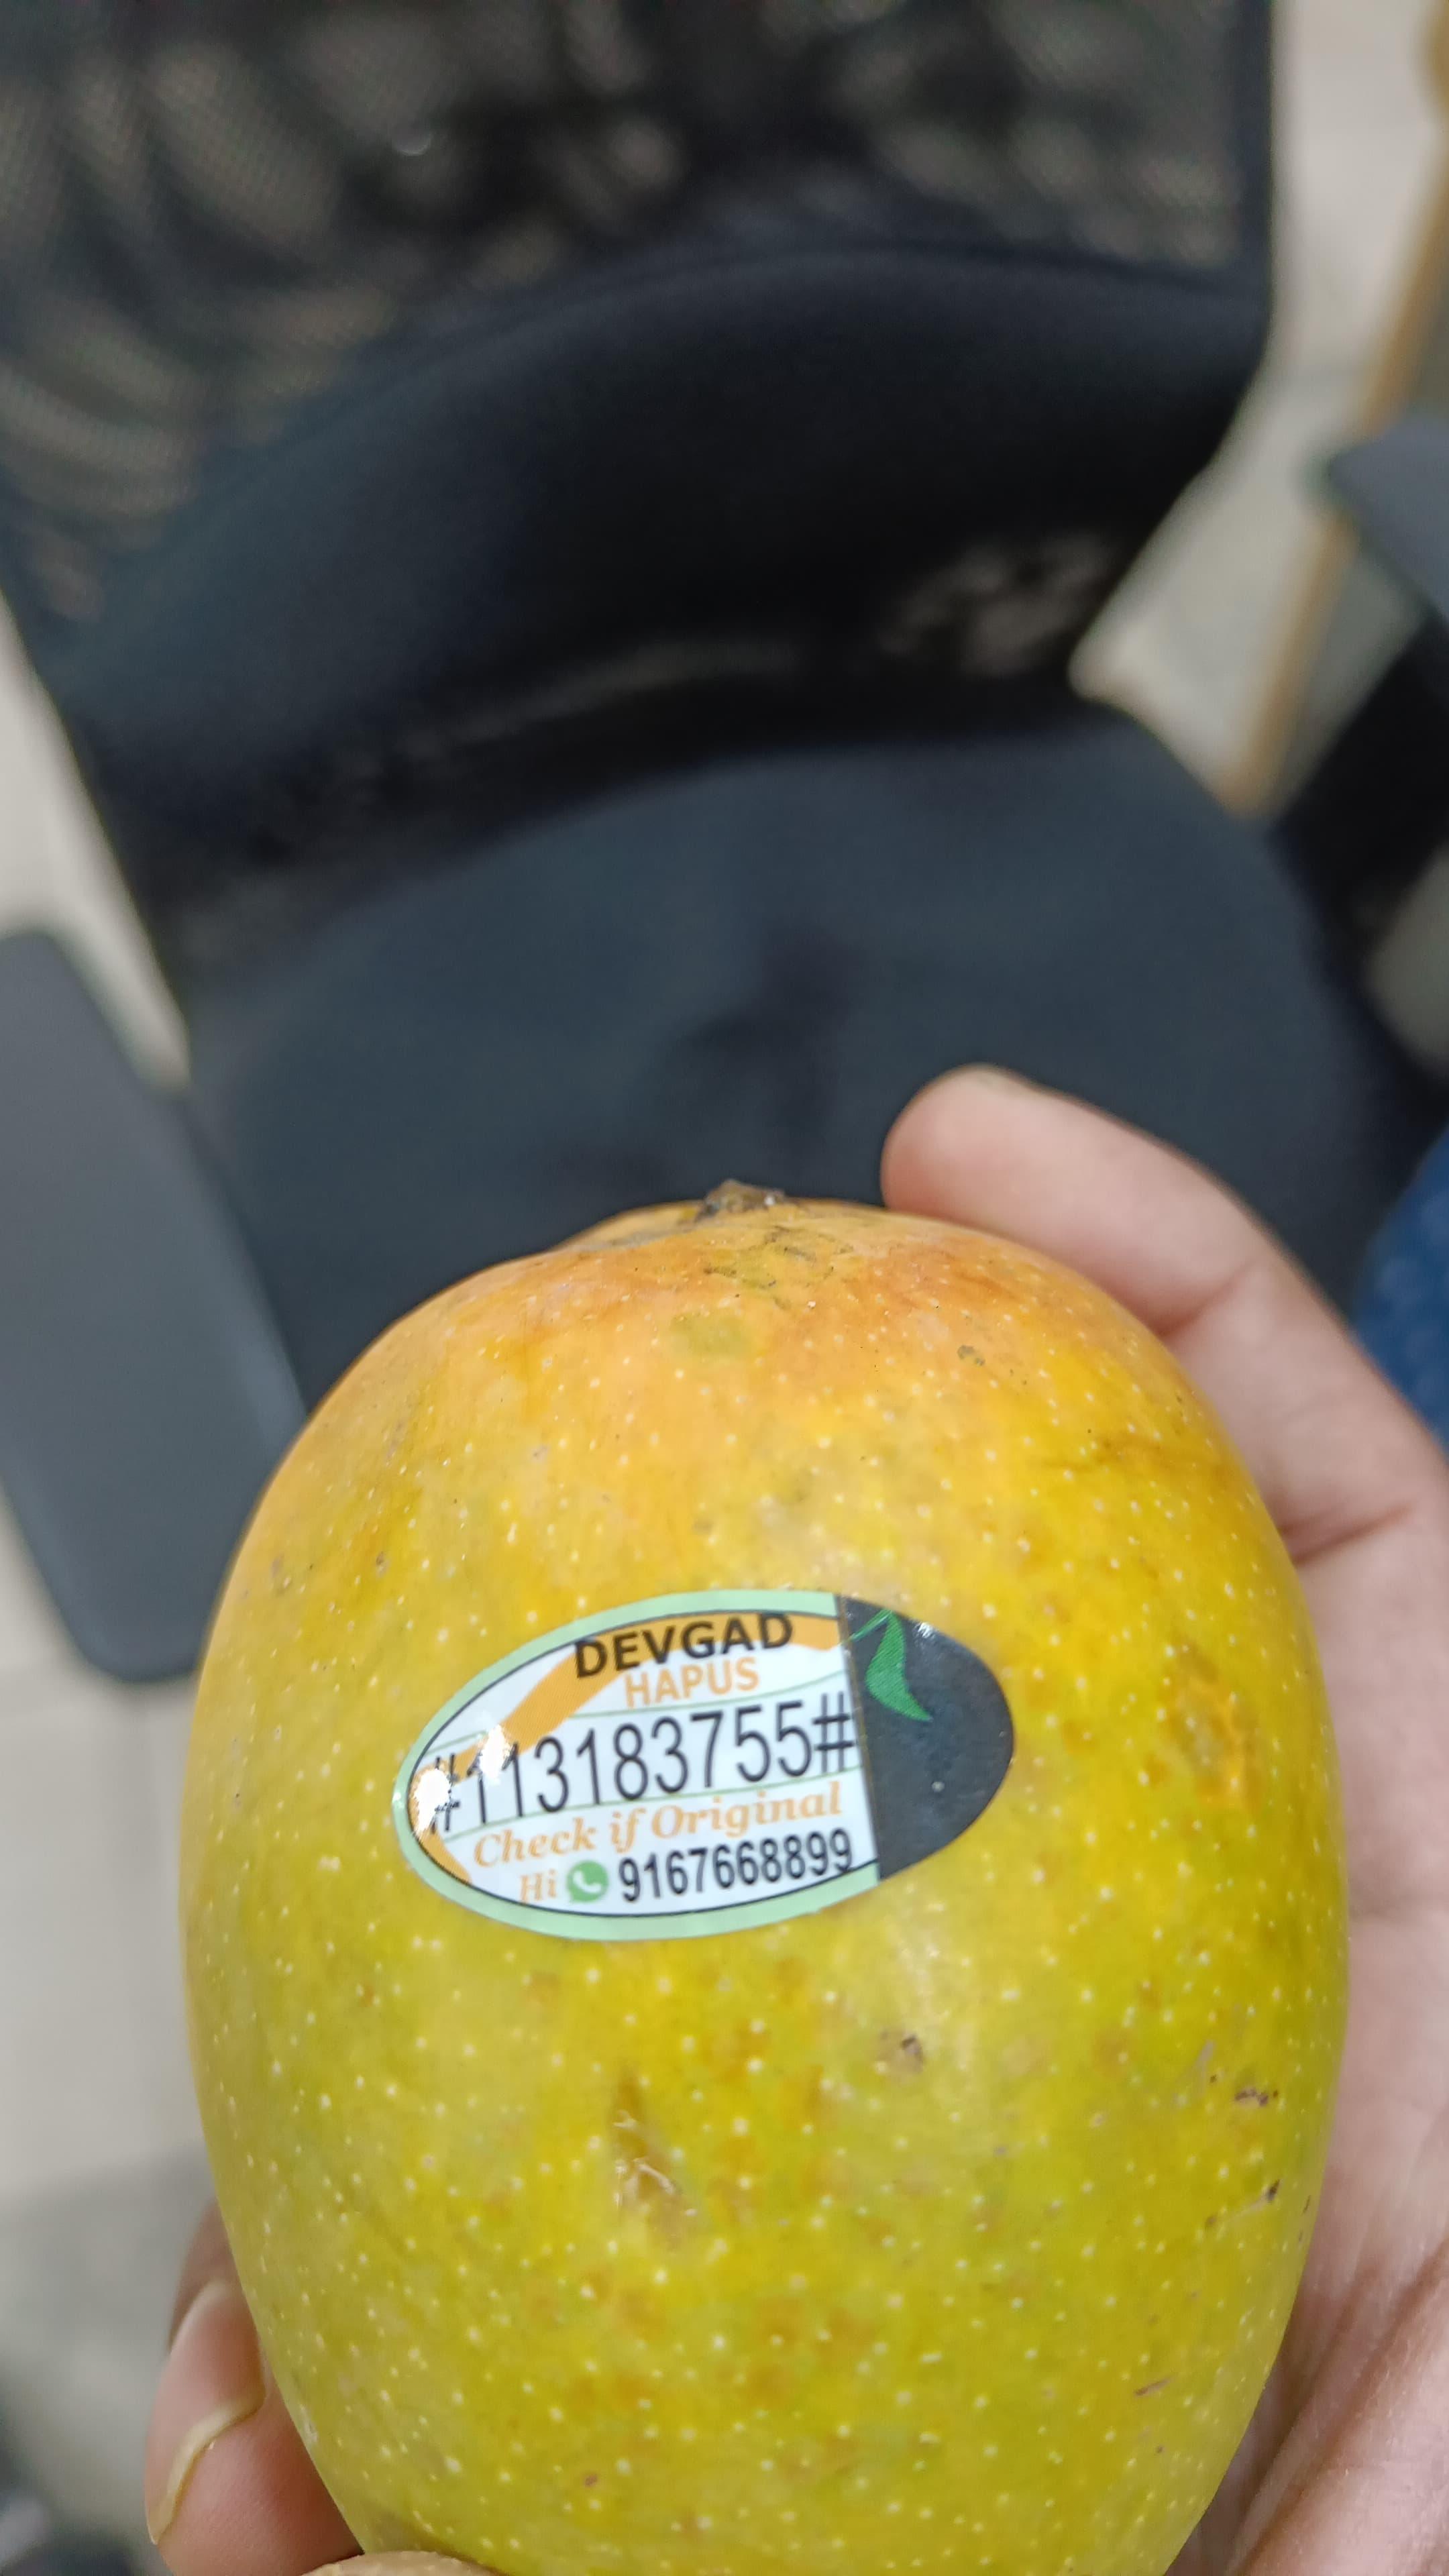 DEVGAD
HAPUS
#113183755#
Check if Original
Hi 9167668899